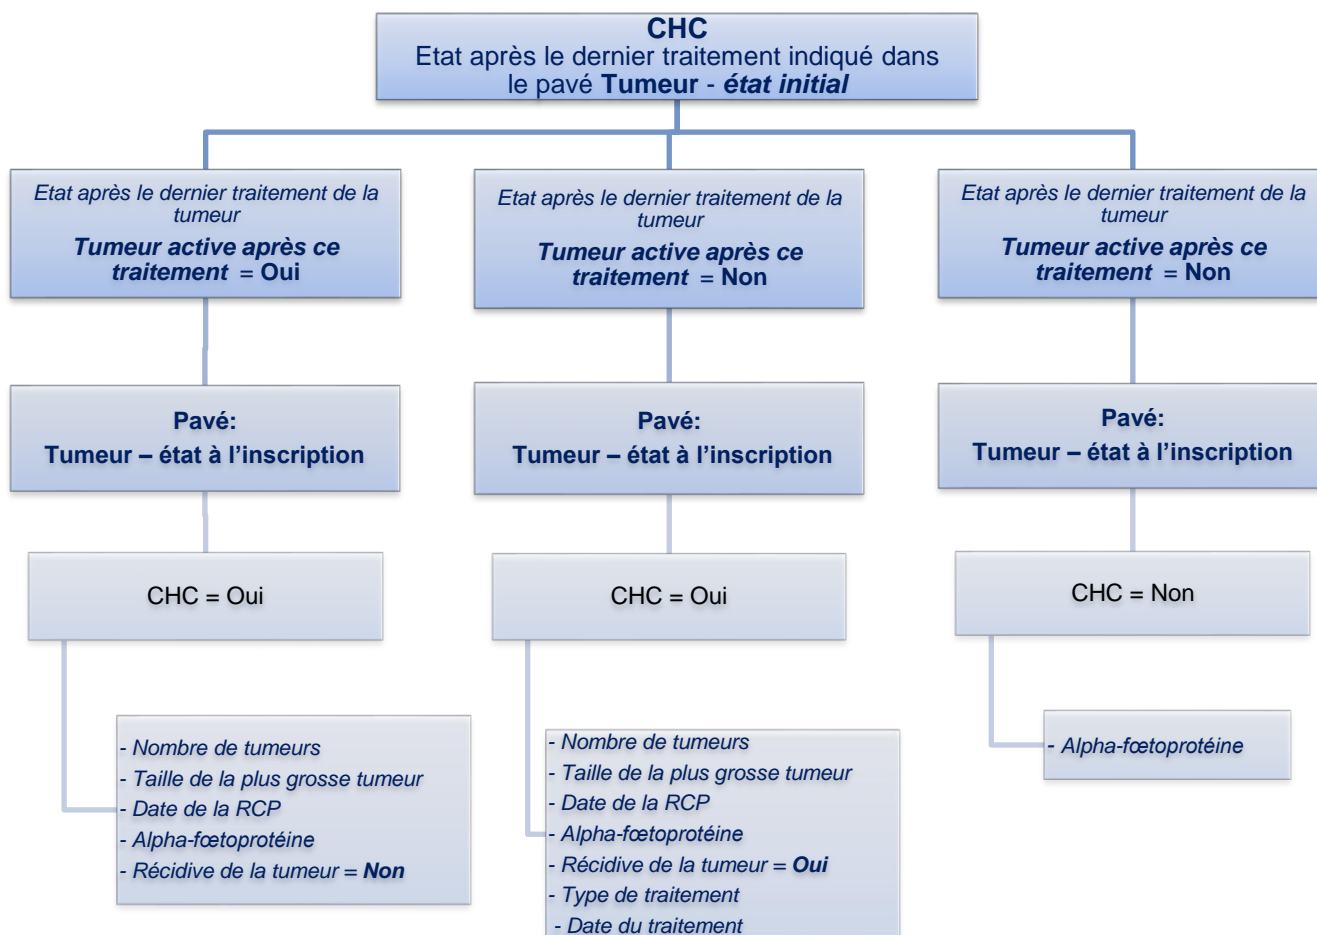 CHC
Etat après le dernier traitement indiqué dans
le pavé Tumeur - état initial
Etat après le dernier traitement de la
tumeur
Tumeur active après ce
traitement = Oui
Etat après le dernier traitement de la
tumeur
Tumeur active après ce
traitement = Non
Etat après le dernier traitement de la
tumeur
Tumeur active après ce
traitement = Non
Pavé:
Tumeur – état à l'inscription
Pavé:
Tumeur – état à l'inscription
Pavé:
Tumeur – état à l'inscription
CHC = Oui
CHC = Oui
CHC = Non
- Nombre de tumeurs
- Taille de la plus grosse tumeur
- Date de la RCP
- Alpha-fœtoprotéine
- Récidive de la tumeur = Non
- Nombre de tumeurs
- Taille de la plus grosse tumeur
- Date de la RCP
- Alpha-fœtoprotéine
- Récidive de la tumeur = Oui
- Type de traitement
- Date du traitement
- Alpha-fœtoprotéine